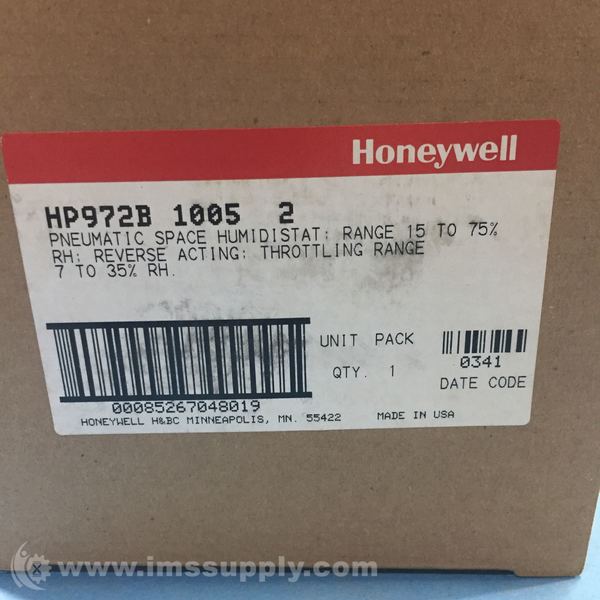 Honeywell
HP972B 1005 2
PNEUMATIC SPACE HUMIDISTAT; RANGE 15 TO 75%
RH; REVERSE ACTING; THROTTLING RANGE
7 TO 35% RH.
UNIT PACK
QTY. 1
0341
DATE CODE
00085267048019
HONEYWELL H&BC MINNEAPOLIS, MN. 55422 MADE IN USA
www.imssupply.com